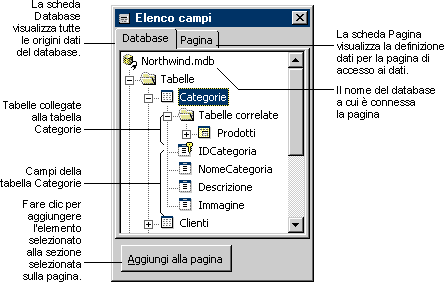 La scheda
Database
visualizza tutte
le origini dati
del database.
Tabelle collegate
alla tabella
Categorie
Campi della
tabella Categorie
Fare clic per
aggiungere
l'elemento
selezionato
alla sezione
selezionata
sulla pagina.
Elenco campi
Database
Pagina
Northwind.mdb
Tabelle
Categorie
Tabelle correlate
Prodotti
IDCategoria
NomeCategoria
Descrizione
Immagine
Clienti
Aggiungi alla pagina
La scheda Pagina
visualizza la definizione
dati per la pagina di
accesso ai dati.
Il nome del database
a cui è connessa
la pagina